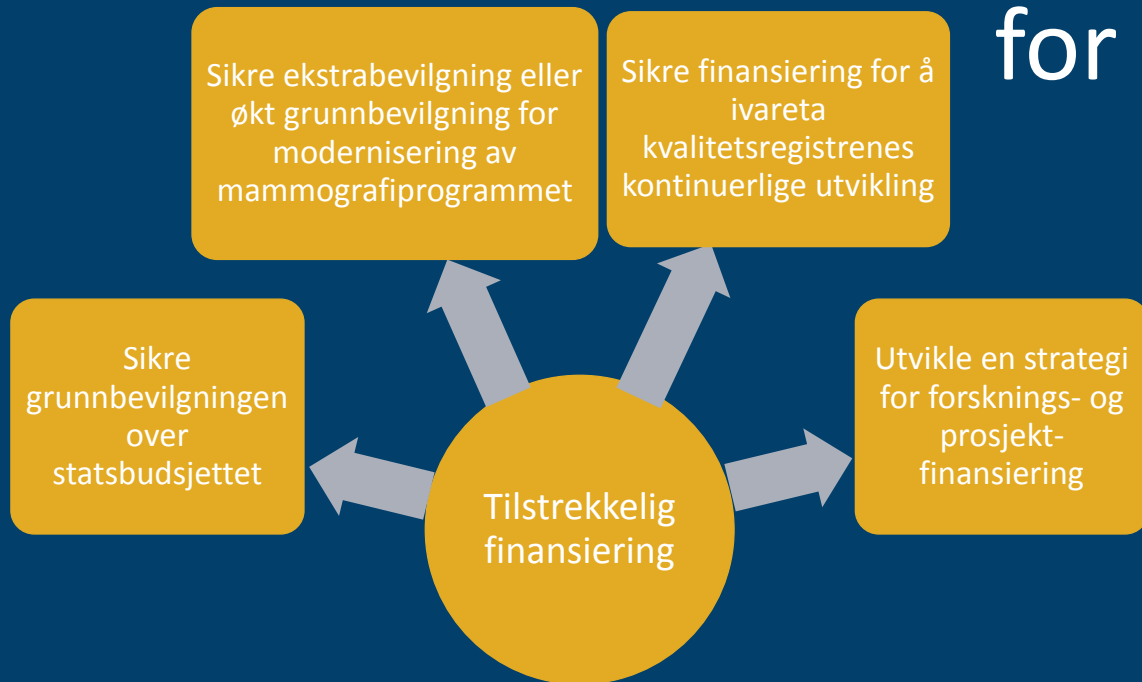 for
Sikre ekstrabevilgning eller
økt grunnbevilgning for
modernisering av
mammografiprogrammet
Sikre finansiering for å
ivareta
kvalitetsregistrenes
kontinuerlige utvikling
Sikre
grunnbevilgningen
over
statsbudsjettet
Utvikle en strategi
for forsknings- og
prosjekt-
finansiering
Tilstrekkelig
finansiering